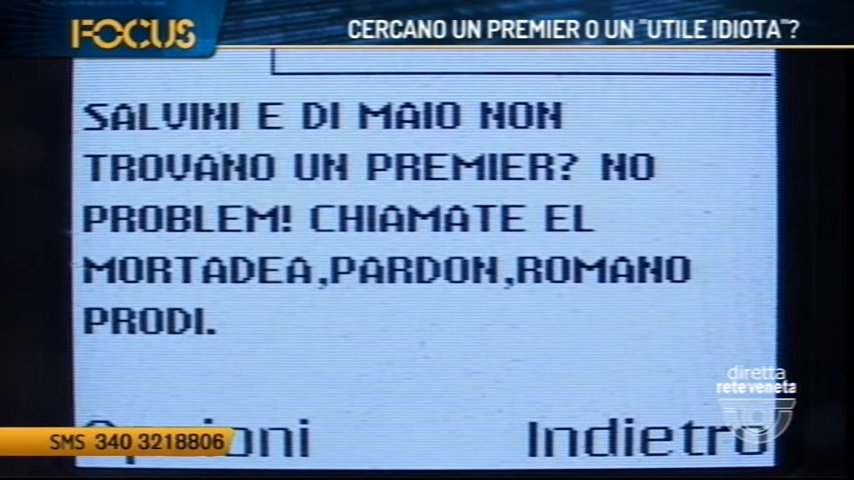 FOCUS
CERCANO UN PREMIER O UN "UTILE IDIOTA"?
SALVINI E DI MAIO NON
TROVANO UN PREMIER? NO
PROBLEM! CHIAMATE EL
MORTADEA,PARDON,ROMANO
PRODI.
diretta
reteveneta
SMS 340 3218806
Opzioni Indietro